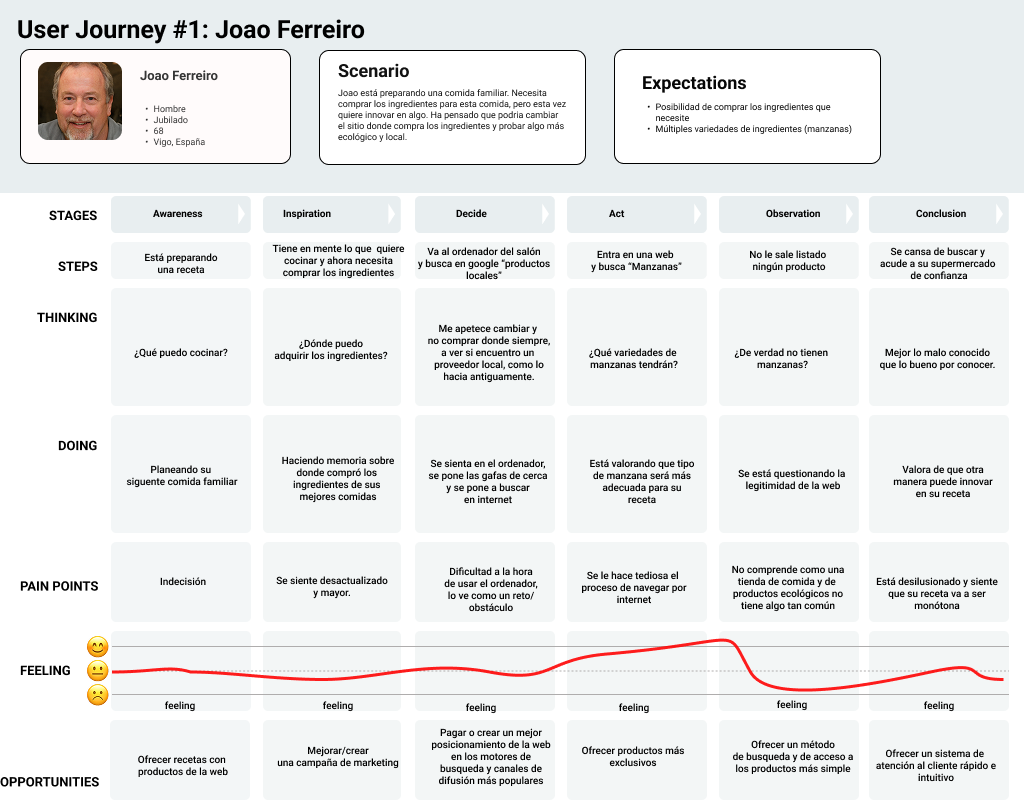 User Journey #1: Joao Ferreiro
Joao Ferreiro
• Hombre
• Jubilado
• 68
• Vigo, España
Scenario
Joao está preparando una comida familiar. Necesita
comprar los ingredientes para esta comida, pero esta vez
quiere innovar en algo. Ha pensado que podria cambiar
el sitio donde compra los ingredientes y probar algo más
ecológico y local.
Expectations
• Posibilidad de comprar los ingredientes que
necesite
• Múltiples variedades de ingredientes (manzanas)
STAGES
Awareness
Inspiration
Decide
Act
Observation
Conclusion
STEPS
Está preparando
una receta
Tiene en mente lo que quiere
cocinar y ahora necesita
comprar los ingredientes
Va al ordenador del salón
y busca en google “productos
locales”
Entra en una web
y busca “Manzanas”
No le sale listado
ningún producto
Se cansa de buscar y
acude a su supermercado
de confianza
THINKING
¿Qué puedo cocinar?
¿Dónde puedo
adquirir los ingredientes?
Me apetece cambiar y
no comprar donde siempre,
a ver si encuentro un
proveedor local, como lo
hacia antiguamente.
¿Qué variedades de
manzanas tendrán?
¿De verdad no tienen
manzanas?
Mejor lo malo conocido
que lo bueno por conocer.
DOING
Planeando su
siguente comida familiar
Haciendo memoria sobre
donde compró los
ingredientes de sus
mejores comidas
Se sienta en el ordenador,
se pone las gafas de cerca
y se pone a buscar
en internet
Está valorando que tipo
de manzana será más
adecuada para su
receta
Se está questionando la
legitimidad de la web
Valora de que otra
manera puede innovar
en su receta
PAIN POINTS
Indecisión
Se siente desactualizado
y mayor.
Dificultad a la hora
de usar el ordenador,
lo ve como un reto/
obstáculo
Se le hace tediosa el
proceso de navegar por
internet
No comprende como una
tienda de comida y de
productos ecológicos no
tiene algo tan común
Está desilusionado y siente
que su receta va a ser
monótona
FEELING
feeling
feeling
feeling
feeling
feeling
feeling
OPPORTUNITIES
Ofrecer recetas con
productos de la web
Mejorar/crear
una campaña de marketing
Pagar o crear un mejor
posicionamiento de la web
en los motores de
busqueda y canales de
difusión más populares
Ofrecer productos más
exclusivos
Ofrecer un método
de busqueda y de acceso a
los productos más simple
Ofrecer un sistema de
atención al cliente rápido e
intuitivo